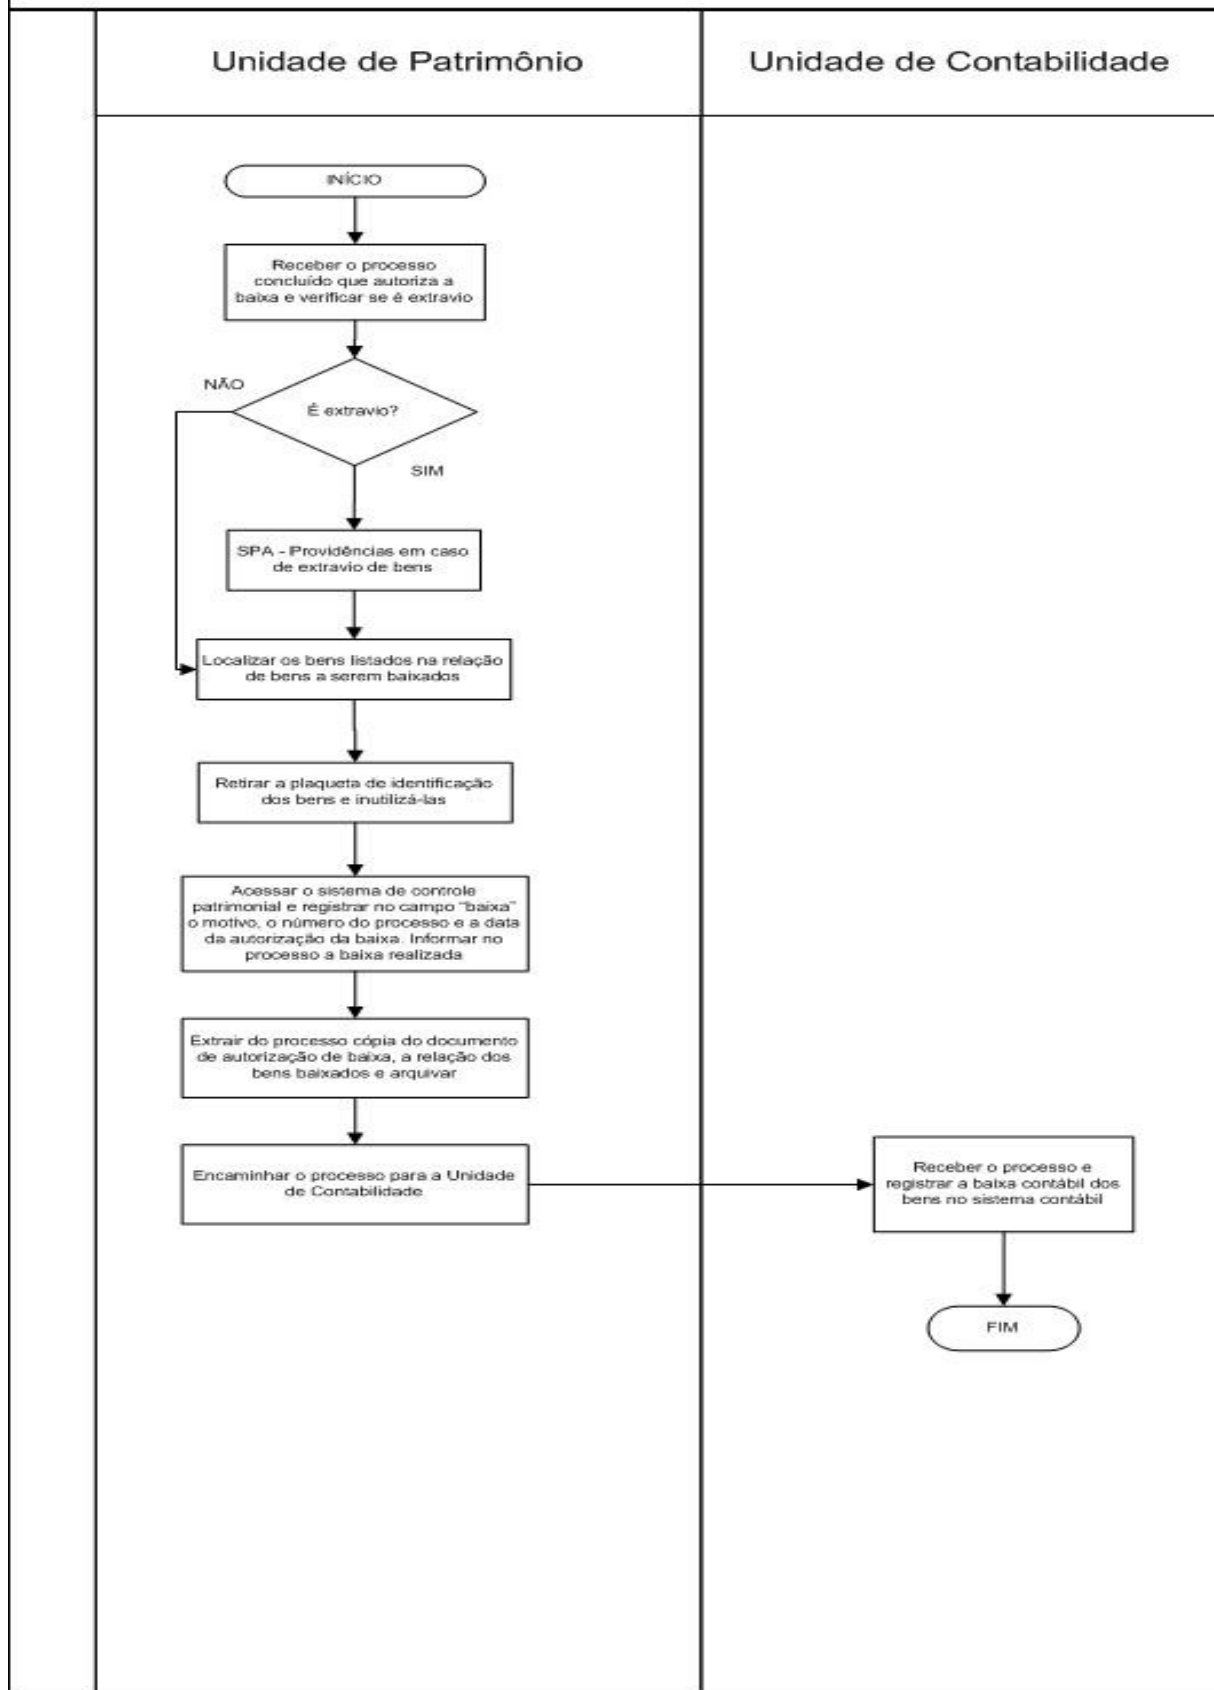 Unidade de Patrimônio
Unidade de Contabilidade
INÍCIO
Receber o processo
concluído que autoriza a
baixa e verificar se é extravio
NÃO
É extravio?
SIM
SPA - Providências em caso
de extravio de bens
Localizar os bens listados na relação
de bens a serem baixados
Retirar a plaqueta de identificação
dos bens e inutilizá-las
Acessar o sistema de controle
patrimonial e registrar no campo “baixa”
o motivo, o número do processo e a data
da autorização da baixa. Informar no
processo a baixa realizada
Extrair do processo cópia do documento
de autorização de baixa, a relação dos
bens baixados e arquivar
Encaminhar o processo para a Unidade
de Contabilidade
Receber o processo e
registrar a baixa contábil dos
bens no sistema contábil
FIM